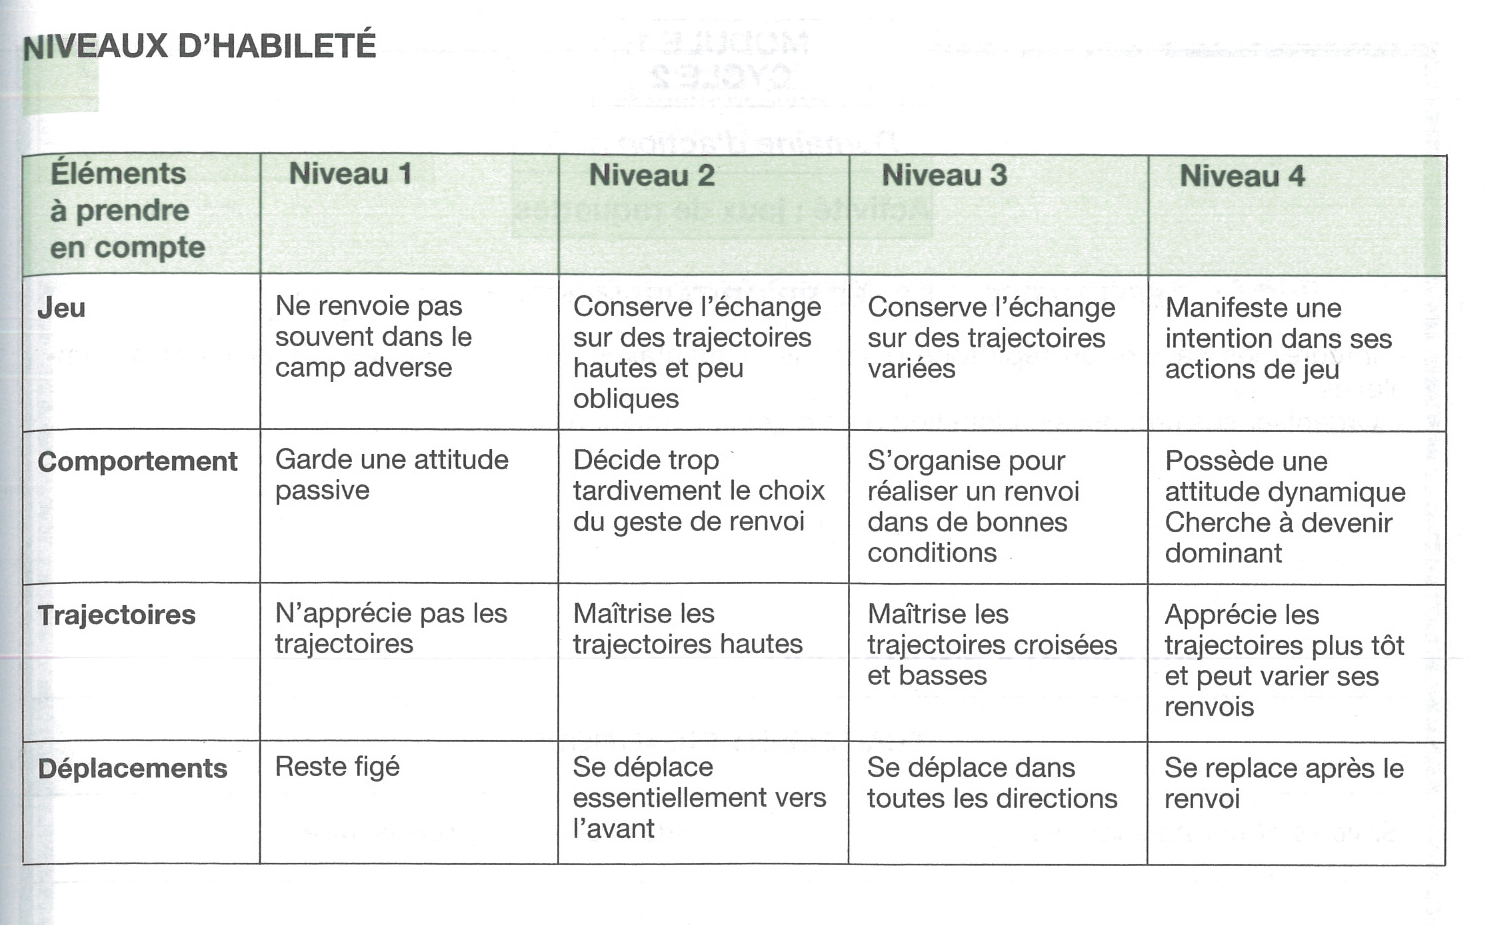 NIVEAUX D'HABILETÉ
Éléments
à prendre
en compte
Niveau 1
Niveau 2
Niveau 3
Niveau 4
Jeu
Ne renvoie pas
souvent dans le
camp adverse
Conserve l'échange
sur des trajectoires
hautes et peu
obliques
Conserve l'échange
sur des trajectoires
variées
Manifeste une
intention dans ses
actions de jeu
Comportement
Garde une attitude
passive
Décide trop
tardivement le choix
du geste de renvoi
S'organise pour
réaliser un renvoi
dans de bonnes
conditions
Possède une
attitude dynamique
Cherche à devenir
dominant
Trajectoires
N'apprécie pas les
trajectoires
Maîtrise les
trajectoires hautes
Maîtrise les
trajectoires croisées
et basses
Apprécie les
trajectoires plus tôt
et peut varier ses
renvois
Déplacements
Reste figé
Se déplace
essentiellement vers
l'avant
Se déplace dans
toutes les directions
Se replace après le
renvoi